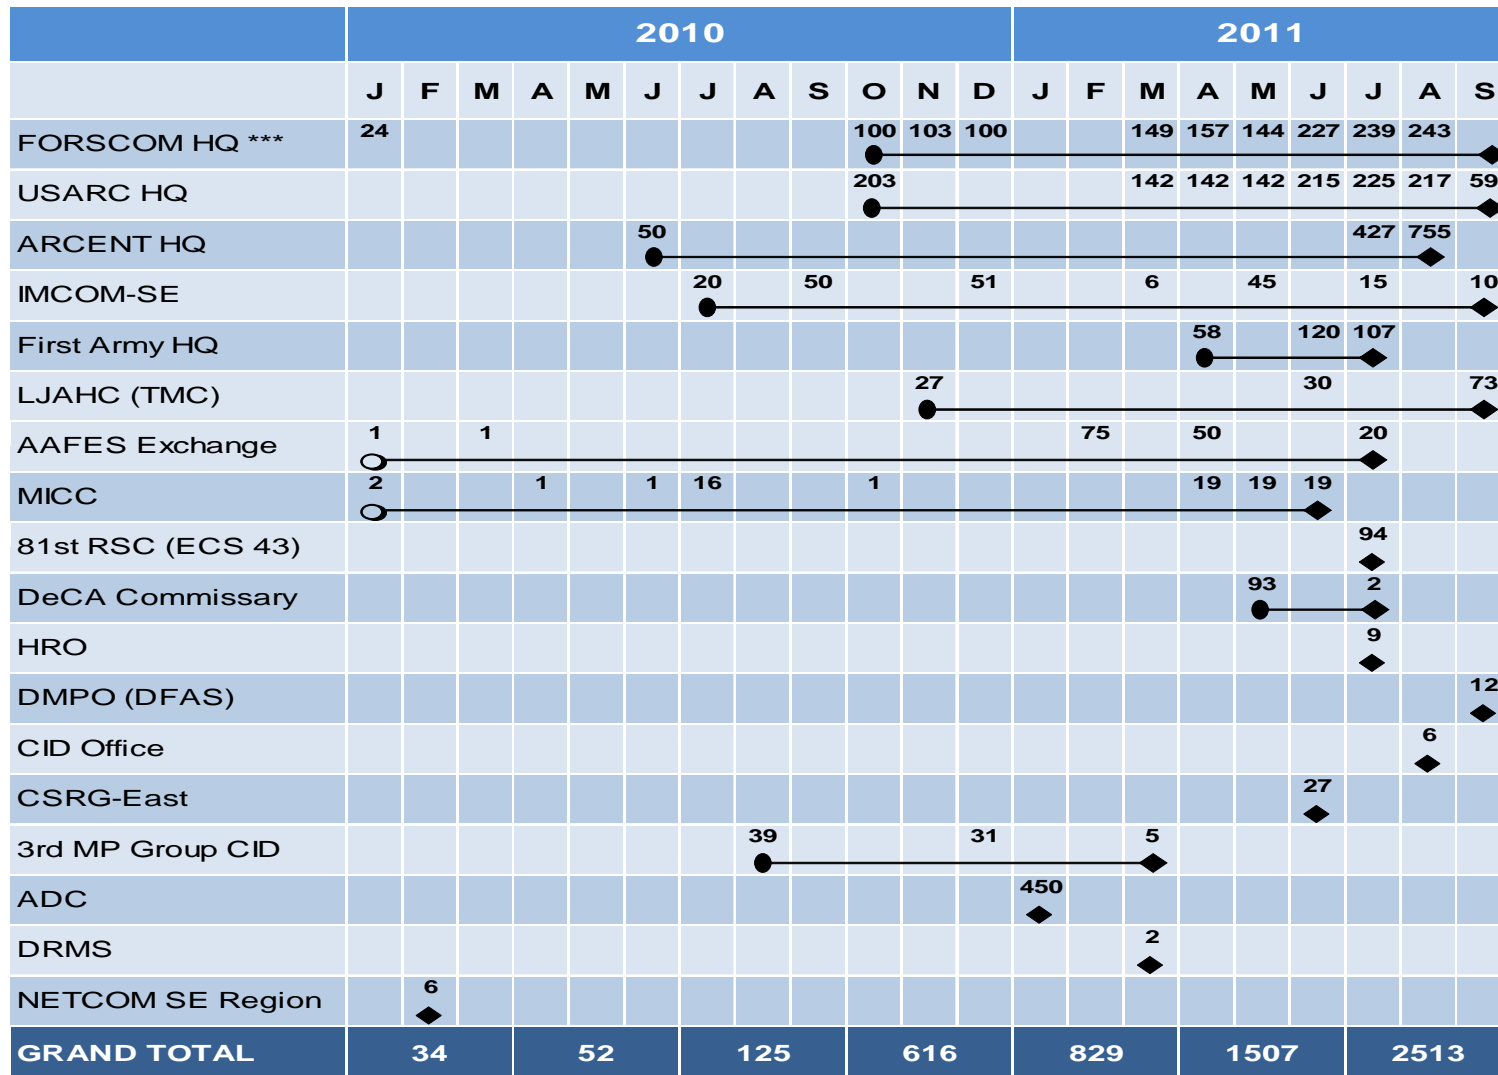 2010 2011
J F M A M J J A S O N D J F M A M J J A S
FORSCOM HQ *** 24 100 103 100 149 157 144 227 239 243
USARC HQ 203 142 142 142 215 225 217 59
ARCENT HQ 50 427 755
IMCOM-SE 20 50 51 6 45 15 10
First Army HQ 58 120 107
LJAHC (TMC) 27 30 73
AAFES Exchange 1 1 75 50 20
MICC 2 1 1 16 1 19 19 19
81st RSC (ECS 43) 94
DeCA Commissary 93 2
HRO 9
DMPO (DFAS) 12
CID Office 6
CSRG-East 27
3rd MP Group CID 39 31 5
ADC 450
DRMS 2
NETCOM SE Region 6
GRAND TOTAL 34 52 125 616 829 1507 2513